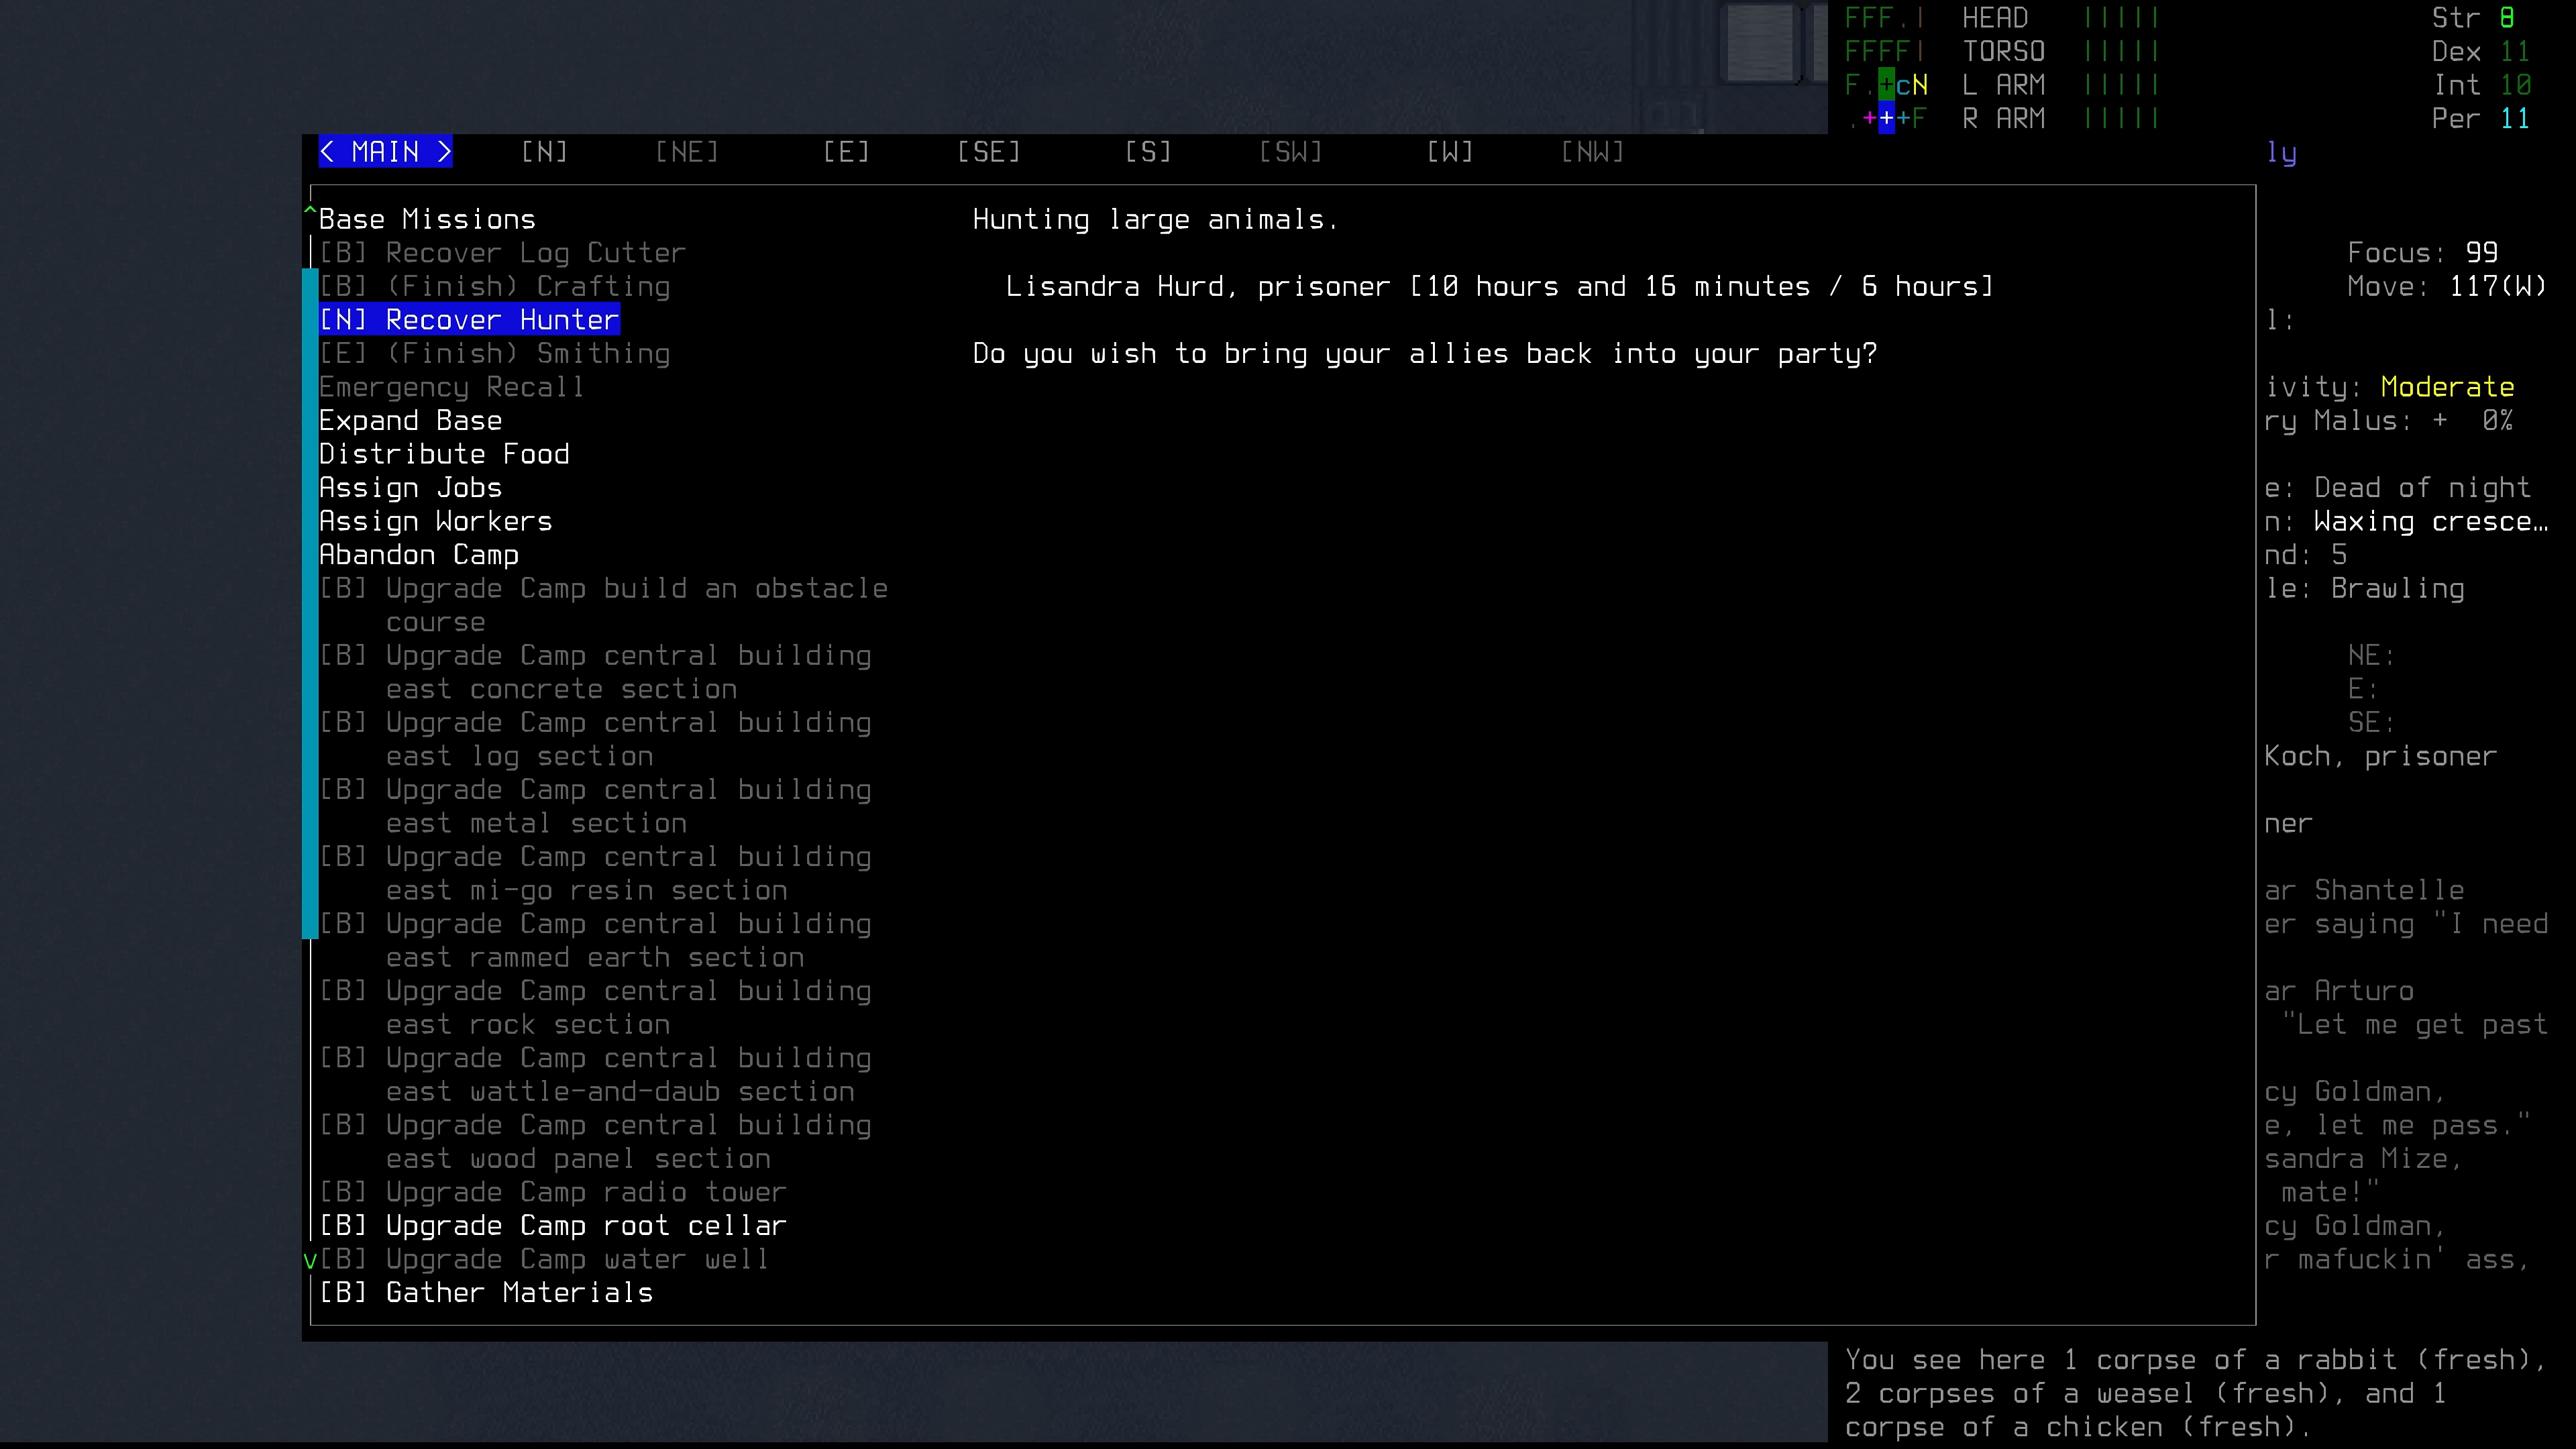 FFF.| HEAD ||||| Str 8
FFFF| TORSO ||||| Dex 11
F.+cN L ARM ||||| Int 10
.+++F R ARM ||||| Per 11
< MAIN > [N] [NE] [E] [SE] [S] [SW] [W] [NW] ly
^Base Missions Hunting large animals.
[B] Recover Log Cutter Focus: 99
[B] (Finish) Crafting Lisandra Hurd, prisoner [10 hours and 16 minutes / 6 hours] Move: 117(W)
[N] Recover Hunter l:
[E] (Finish) Smithing Do you wish to bring your allies back into your party?
Emergency Recall ivity: Moderate
Expand Base ry Malus: + 0%
Distribute Food
Assign Jobs e: Dead of night
Assign Workers n: Waxing cresce…
Abandon Camp nd: 5
[B] Upgrade Camp build an obstacle le: Brawling
course
[B] Upgrade Camp central building NE:
east concrete section E:
[B] Upgrade Camp central building SE:
east log section Koch, prisoner
[B] Upgrade Camp central building
east metal section ner
[B] Upgrade Camp central building
east mi-go resin section ar Shantelle
[B] Upgrade Camp central building er saying "I need
east rammed earth section
[B] Upgrade Camp central building ar Arturo
east rock section "Let me get past
[B] Upgrade Camp central building
east wattle-and-daub section cy Goldman,
[B] Upgrade Camp central building e, let me pass."
east wood panel section sandra Mize,
[B] Upgrade Camp radio tower mate!"
[B] Upgrade Camp root cellar cy Goldman,
v[B] Upgrade Camp water well r mafuckin' ass,
[B] Gather Materials
You see here 1 corpse of a rabbit (fresh),
2 corpses of a weasel (fresh), and 1
corpse of a chicken (fresh).